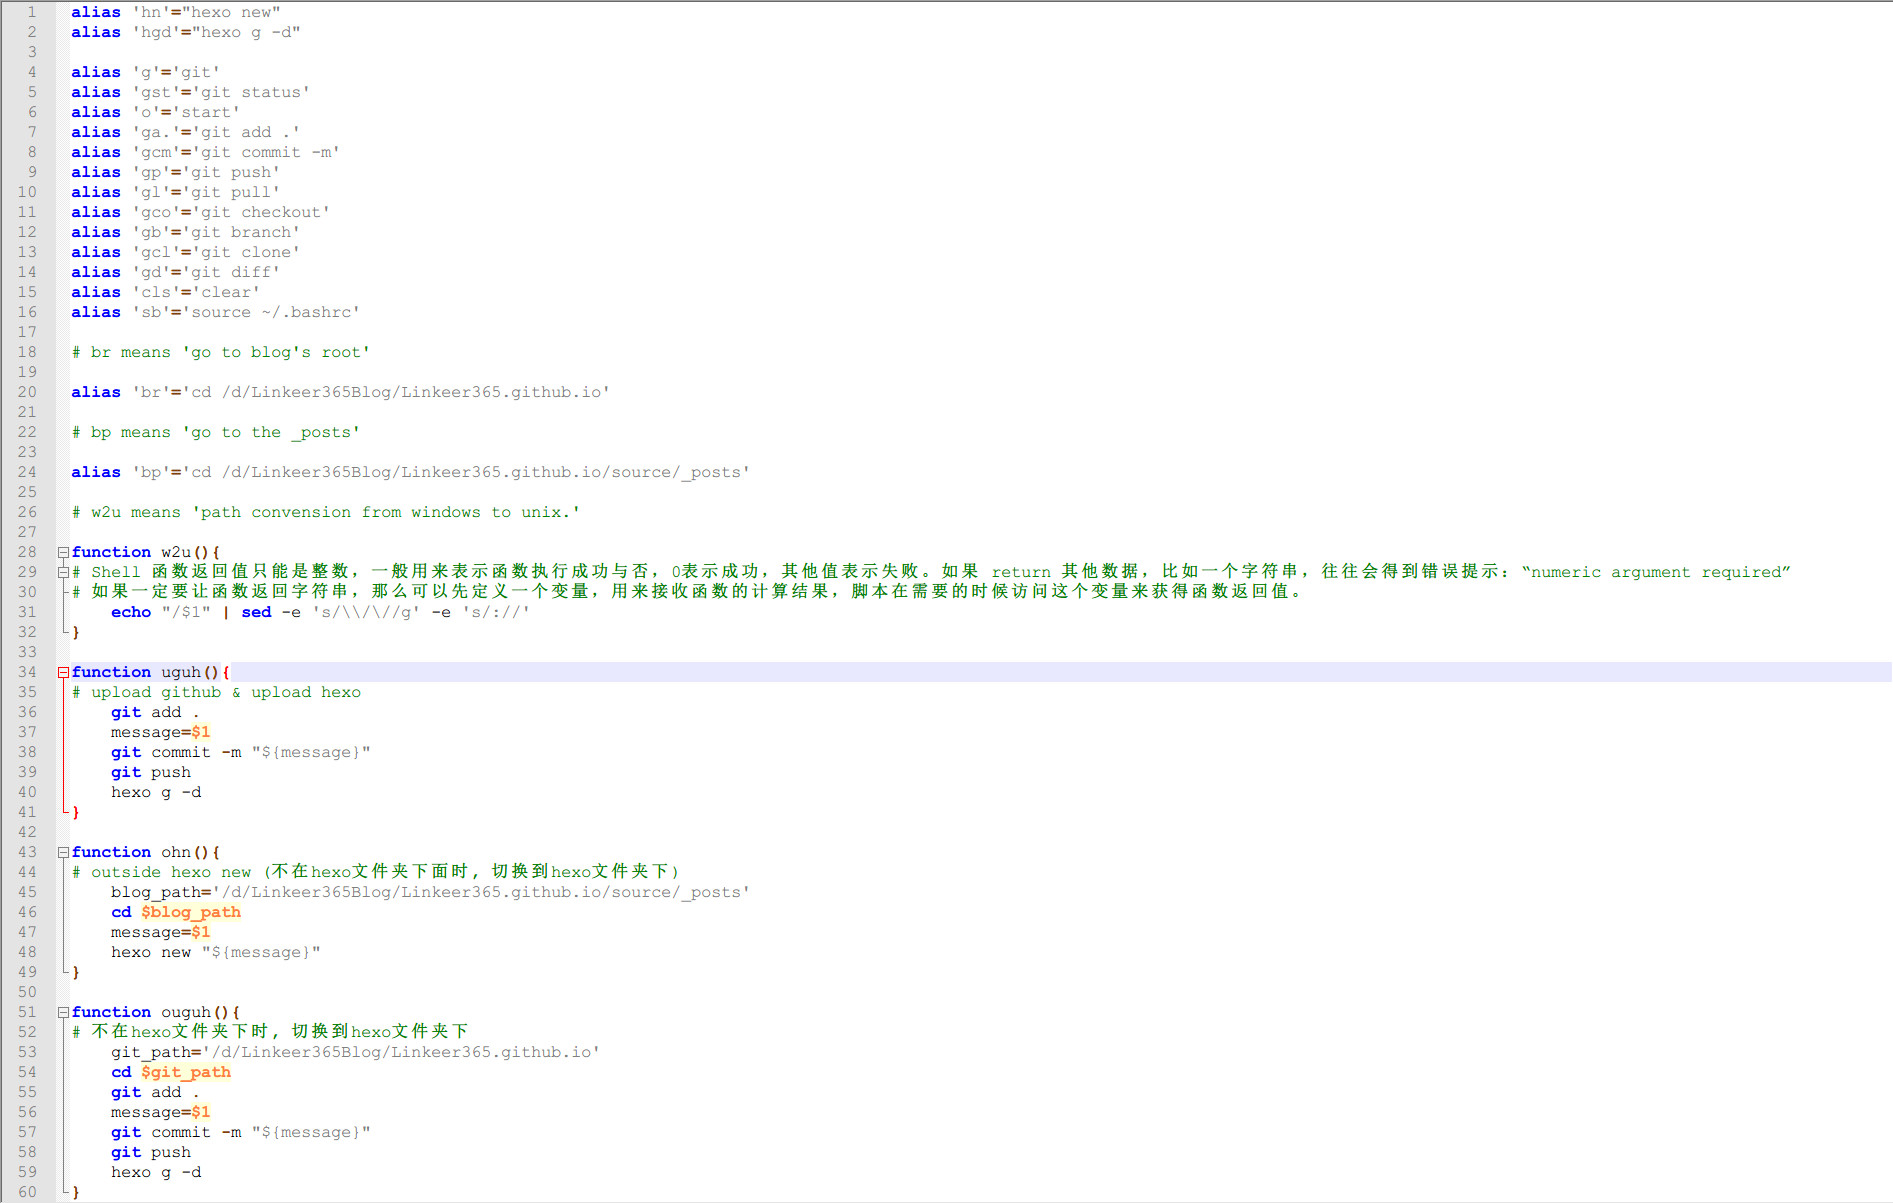 1 alias 'hn'="hexo new"
2 alias 'hgd'="hexo g -d"
3
4 alias 'g'='git'
5 alias 'gst'='git status'
6 alias 'o'='start'
7 alias 'ga.'='git add .'
8 alias 'gcm'='git commit -m'
9 alias 'gp'='git push'
10 alias 'gl'='git pull'
11 alias 'gco'='git checkout'
12 alias 'gb'='git branch'
13 alias 'gcl'='git clone'
14 alias 'gd'='git diff'
15 alias 'cls'='clear'
16 alias 'sb'='source ~/.bashrc'
17
18 # br means 'go to blog's root'
19
20 alias 'br'='cd /d/Linkeer365Blog/Linkeer365.github.io'
21
22 # bp means 'go to the _posts'
23
24 alias 'bp'='cd /d/Linkeer365Blog/Linkeer365.github.io/source/_posts'
25
26 # w2u means 'path convension from windows to unix.'
27
28 function w2u(){
29 # Shell 函数返回值只能是整数，一般用来表示函数执行成功与否，0表示成功，其他值表示失败。如果 return 其他数据，比如一个字符串，往往会得到错误提示：“numeric argument required”
30 # 如果一定要让函数返回字符串，那么可以先定义一个变量，用来接收函数的计算结果，脚本在需要的时候访问这个变量来获得函数返回值。
31     echo "/$1" | sed -e 's/\\/\//g' -e 's/://'
32 }
33
34 function uguh(){
35 # upload github & upload hexo
36     git add .
37     message=$1
38     git commit -m "${message}"
39     git push
40     hexo g -d
41 }
42
43 function ohn(){
44 # outside hexo new (不在hexo文件夹下面时, 切换到hexo文件夹下)
45     blog_path='/d/Linkeer365Blog/Linkeer365.github.io/source/_posts'
46     cd $blog_path
47     message=$1
48     hexo new "${message}"
49 }
50
51 function ouguh(){
52 # 不在hexo文件夹下时, 切换到hexo文件夹下
53     git_path='/d/Linkeer365Blog/Linkeer365.github.io'
54     cd $git_path
55     git add .
56     message=$1
57     git commit -m "${message}"
58     git push
59     hexo g -d
60 }